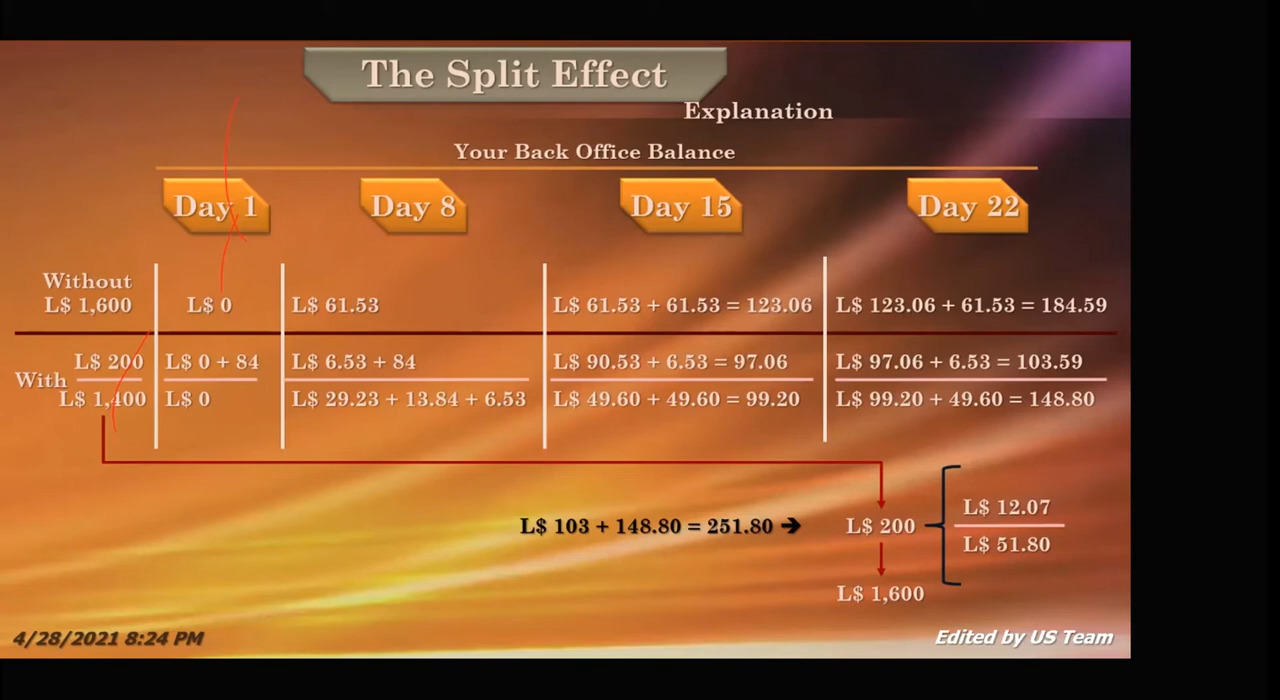 The Split Effect
Explanation
Your Back Office Balance
Day 1 Day 8 Day 15 Day 22
Without
L$ 1,600 L$ 0 L$ 61.53 L$ 61.53 + 61.53 = 123.06 L$ 123.06 + 61.53 = 184.59
L$ 200 L$ 0 + 84 L$ 6.53 + 84 L$ 90.53 + 6.53 = 97.06 L$ 97.06 + 6.53 = 103.59
With
L$ 1,400 L$ 0 L$ 29.23 + 13.84 + 6.53 L$ 49.60 + 49.60 = 99.20 L$ 99.20 + 49.60 = 148.80
L$ 12.07
L$ 103 + 148.80 = 251.80 ➔ L$ 200
L$ 51.80
L$ 1,600
4/28/2021 8:24 PM Edited by US Team